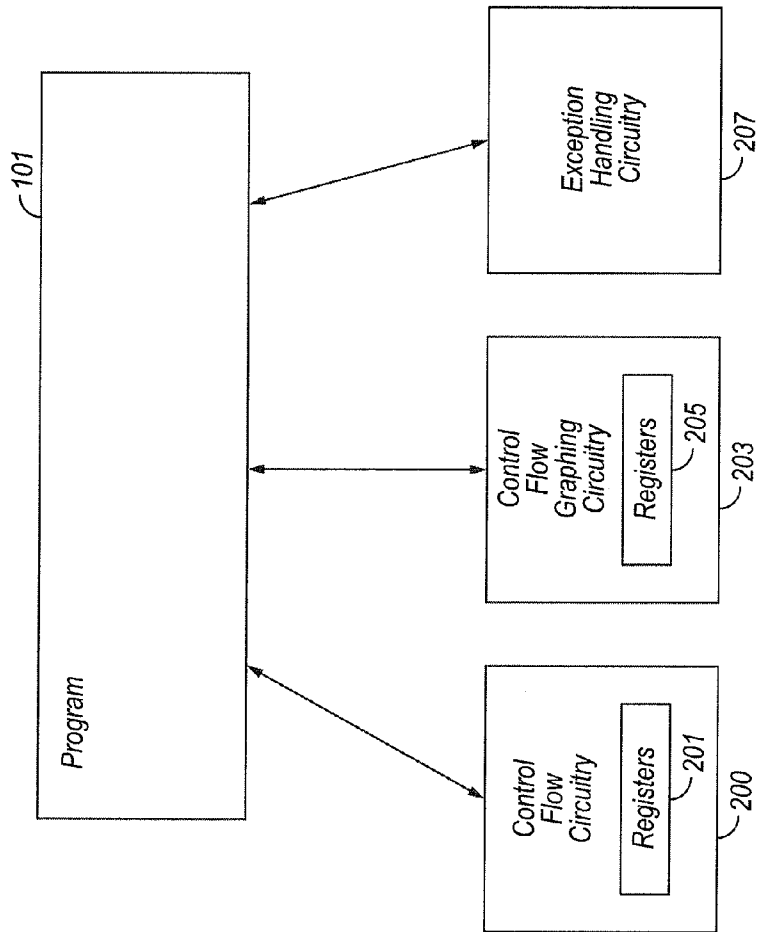 101
Program
Control
Flow
Circuitry
Registers
201
200
Control
Flow
Graphing
Circuitry
Registers
205
203
Exception
Handling
Circuitry
207